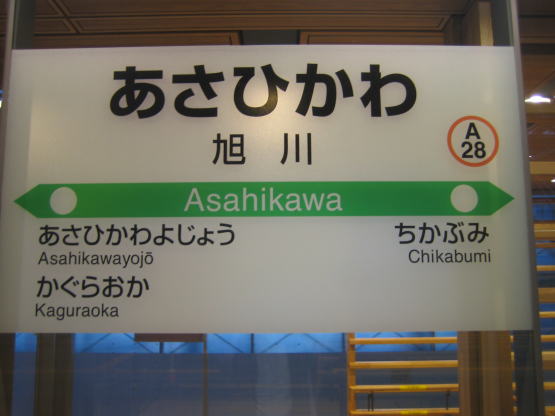 あさひかわ
旭川
A
28
Asahikawa
あさひかわよじょう
Asahikawayojō
かぐらおか
Kaguraoka
ちかぶみ
Chikabumi